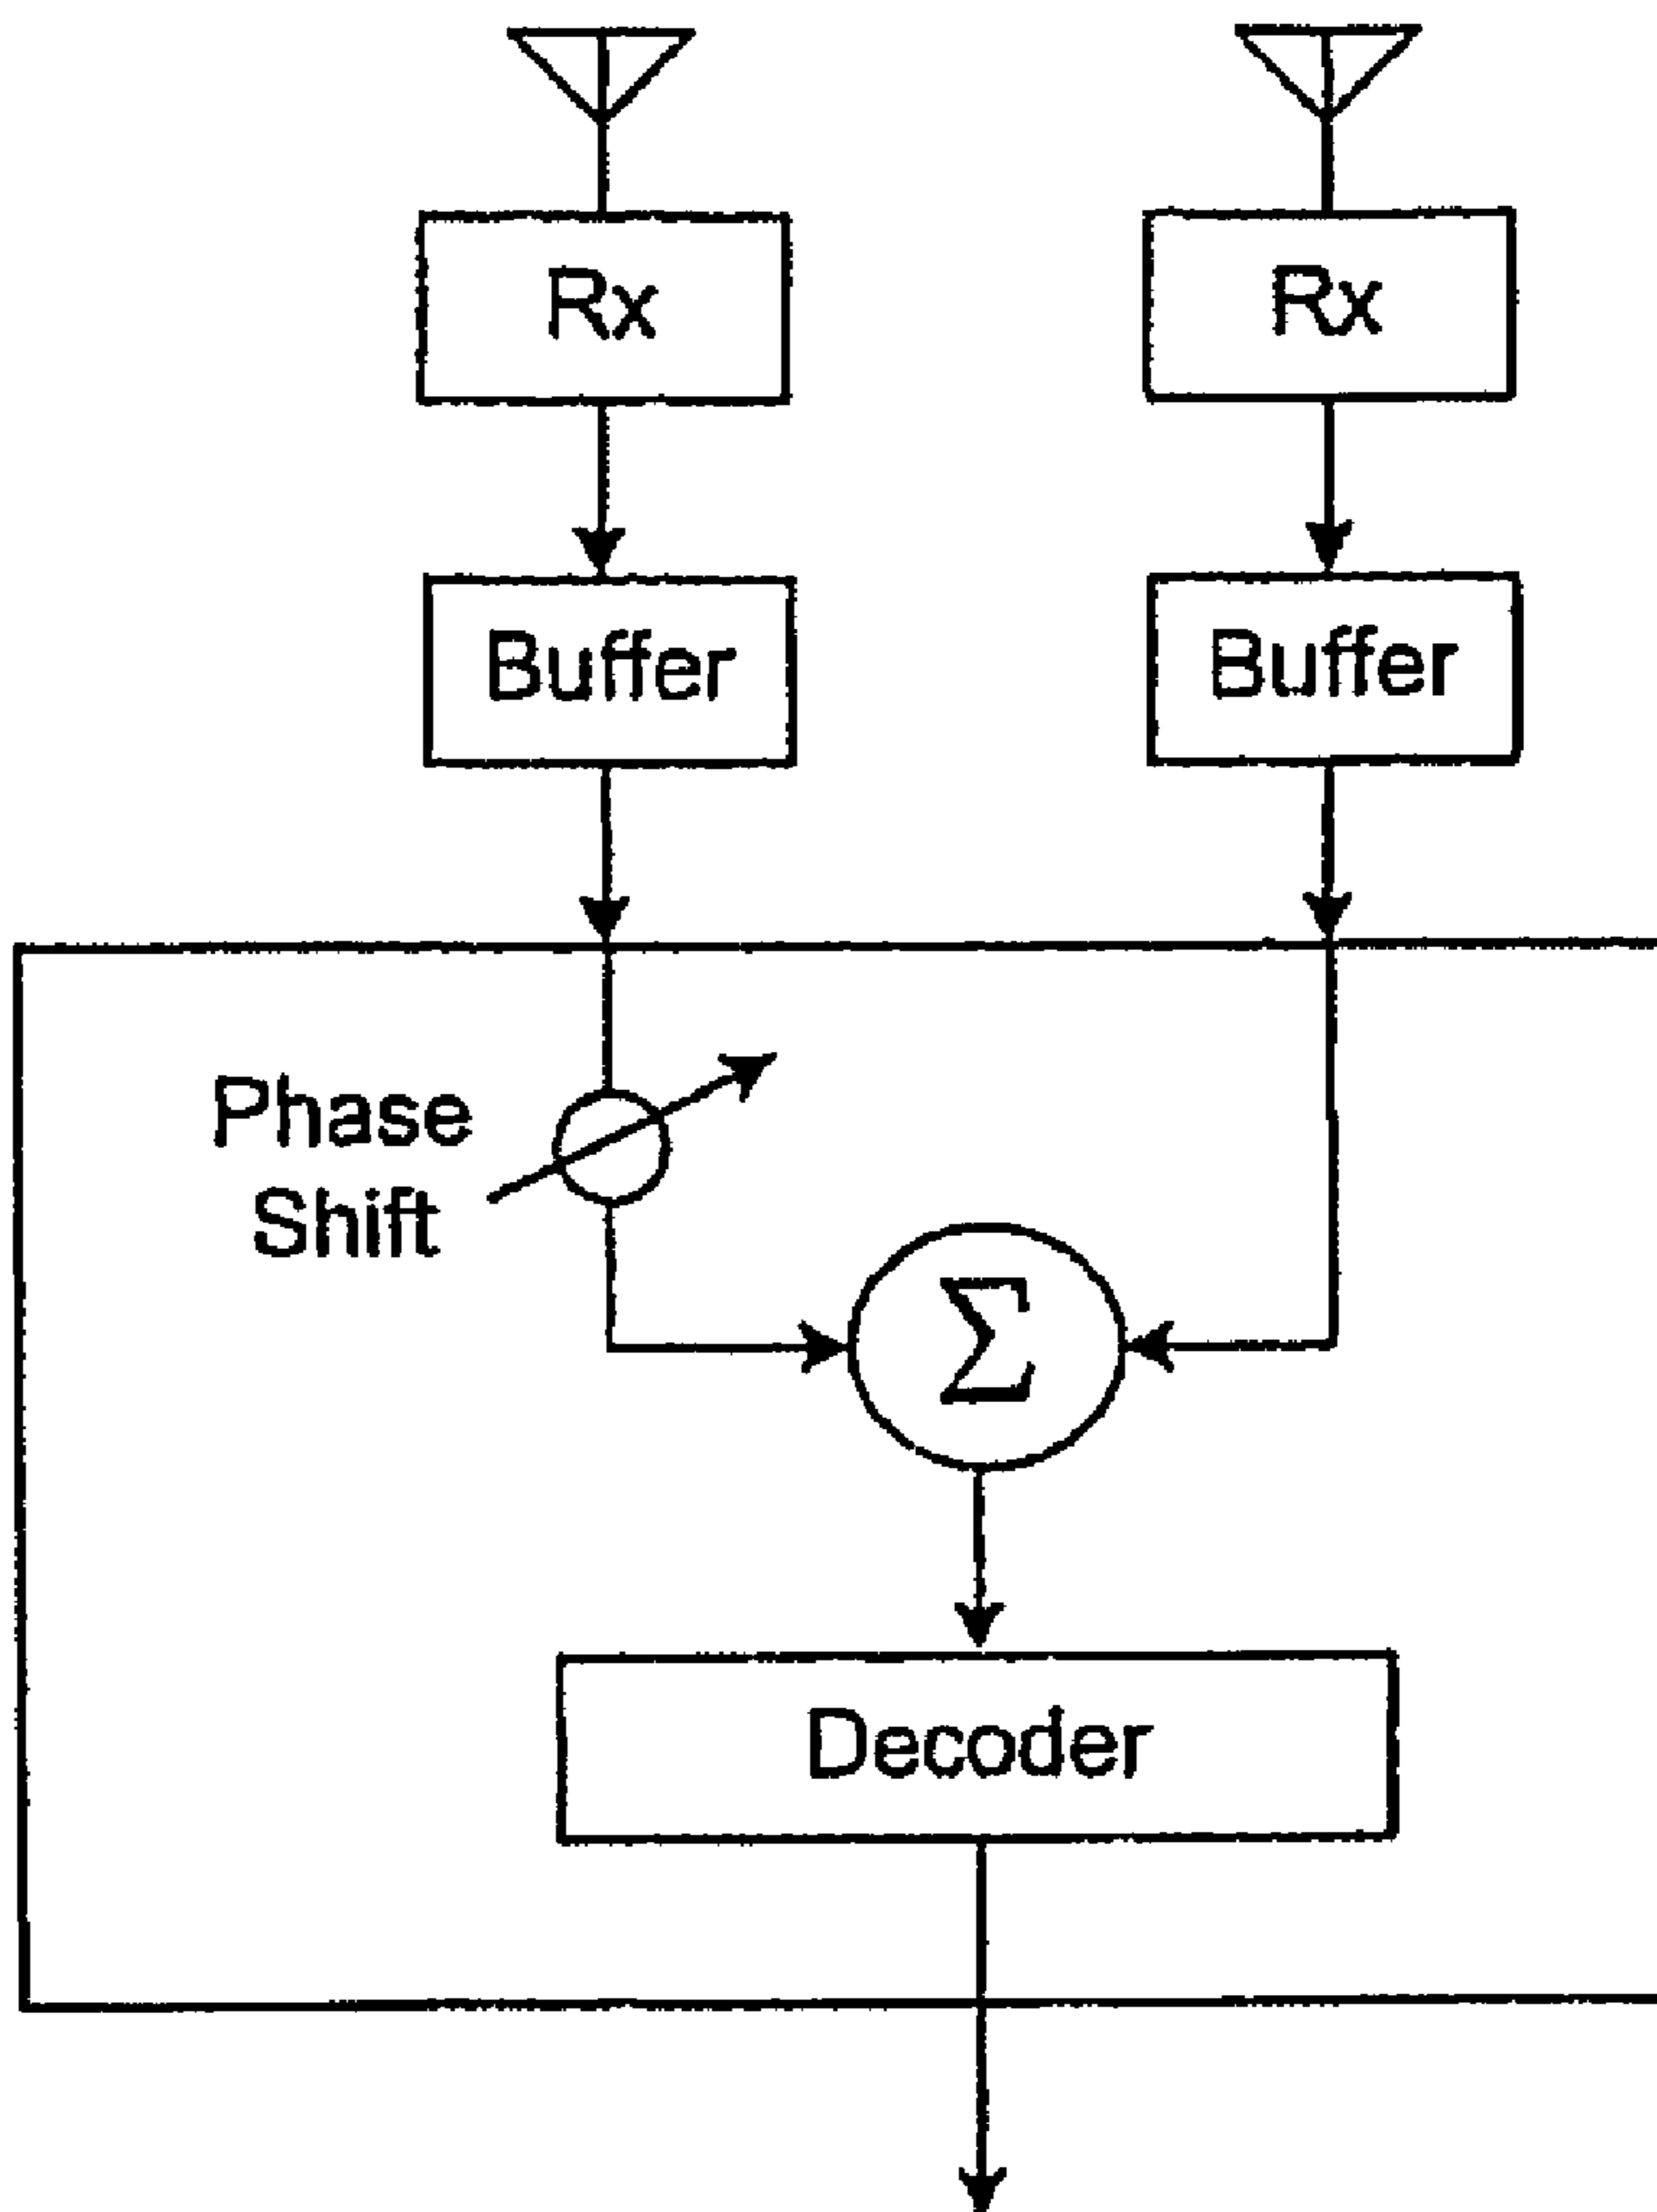 Rx
Rx
Buffer
Buffer
Phase
Shift
Σ
Decoder